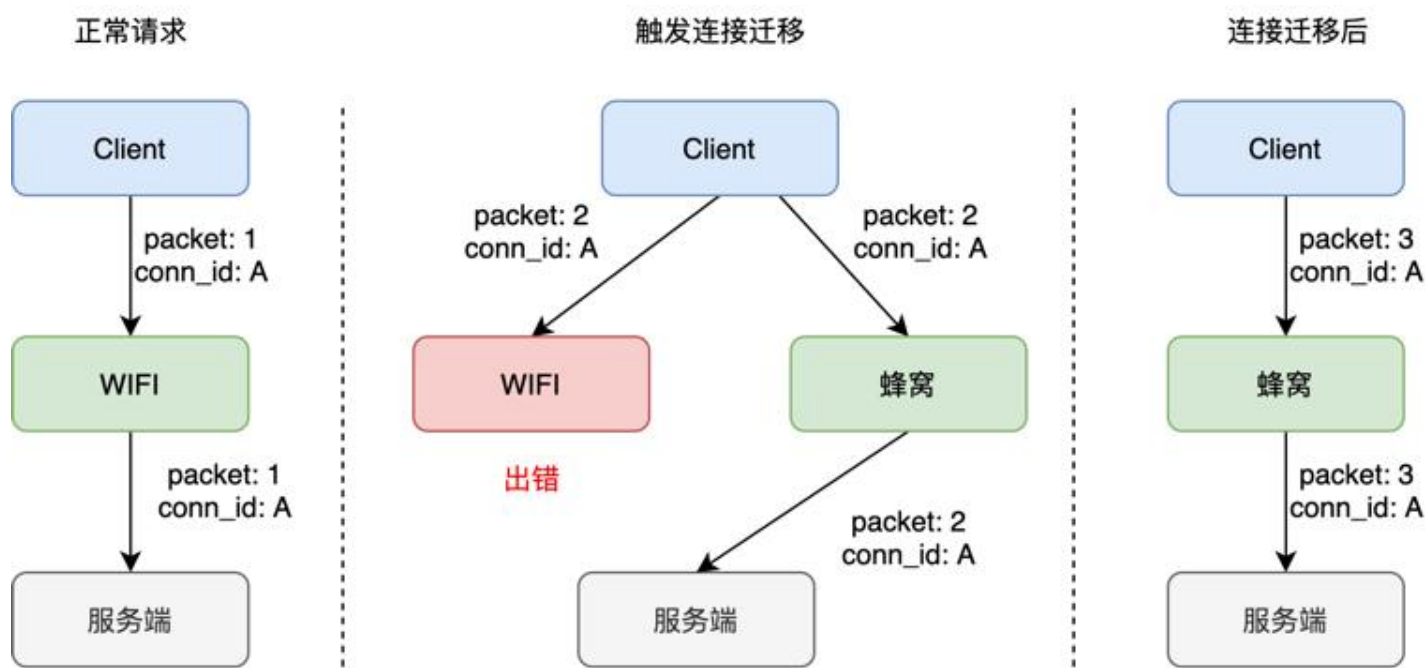 正常请求
Client
packet: 1
conn_id: A
WIFI
packet: 1
conn_id: A
服务端
触发连接迁移
Client
packet: 2
conn_id: A
packet: 2
conn_id: A
WIFI
蜂窝
出错
packet: 2
conn_id: A
服务端
连接迁移后
Client
packet: 3
conn_id: A
蜂窝
packet: 3
conn_id: A
服务端